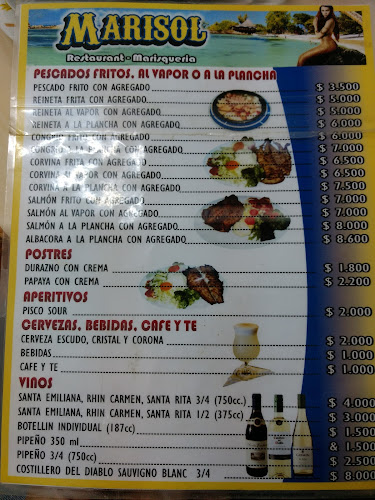 MARISOL
Restaurant - Marisqueria
PESCADOS FRITOS, AL VAPOR O A LA PLANCHA
PESCADO FRITO CON AGREGADO $ 3.500
REINETA FRITA CON AGREGADO $ 5.000
REINETA AL VAPOR CON AGREGADO $ 5.000
REINETA A LA PLANCHA CON AGREGADO $ 6.000
CONGRIO FRITO CON AGREGADO $ 6.000
CONGRIO A LA PLANCHA CON AGREGADO $ 7.000
CORVINA FRITA CON AGREGADO $ 6.500
CORVINA AL VAPOR CON AGREGADO $ 6.500
CORVINA A LA PLANCHA CON AGREGADO $ 7.500
SALMÓN FRITO CON AGREGADO $ 7.000
SALMÓN AL VAPOR CON AGREGADO $ 7.000
SALMÓN A LA PLANCHA CON AGREGADO $ 8.000
ALBACORA A LA PLANCHA CON AGREGADO $ 8.600
POSTRES
DURAZNO CON CREMA $ 1.800
PAPAYA CON CREMA $ 2.200
APERITIVOS
PISCO SOUR $ 2.000
CERVEZAS, BEBIDAS, CAFE Y TE
CERVEZA ESCUDO, CRISTAL Y CORONA $ 2.000
BEBIDAS $ 1.000
CAFE Y TE $ 1.000
VINOS
SANTA EMILIANA, RHIN CARMEN, SANTA RITA 3/4 (750cc.) $ 4.000
SANTA EMILIANA, RHIN CARMEN, SANTA RITA 1/2 (375cc) $ 3.000
BOTELLIN INDIVIDUAL (187cc) $ 1.500
PIPEÑO 350 ml & 1.500
PIPEÑO 3/4 (750cc) $ 2.500
COSTILLERO DEL DIABLO SAUVIGNO BLANC 3/4 $ 8.000